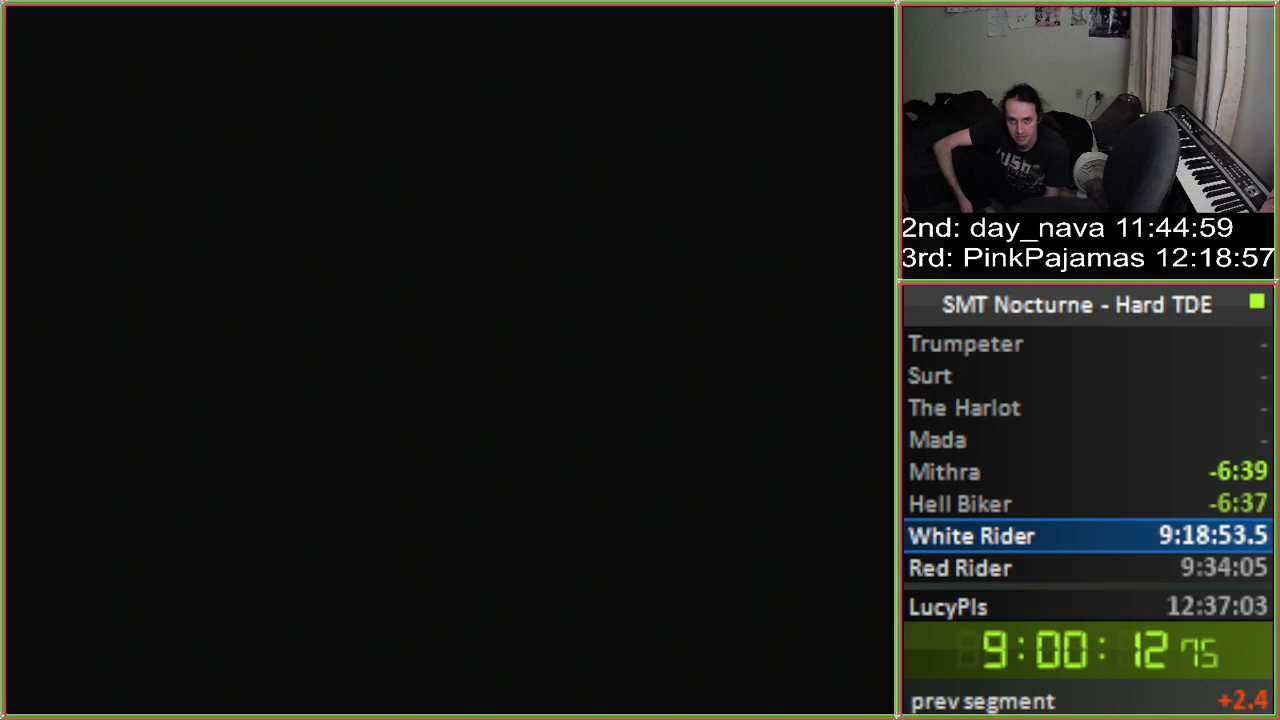 2nd: day_nava 11:44:59
3rd: PinkPajamas 12:18:57
SMT Nocturne - Hard TDE
Trumpeter -
Surt -
The Harlot -
Mada -
Mithra -6:39
Hell Biker -6:37
White Rider 9:18:53.5
Red Rider 9:34:05
LucyPls 12:37:03
9:00:12 75
prev segment +2.4